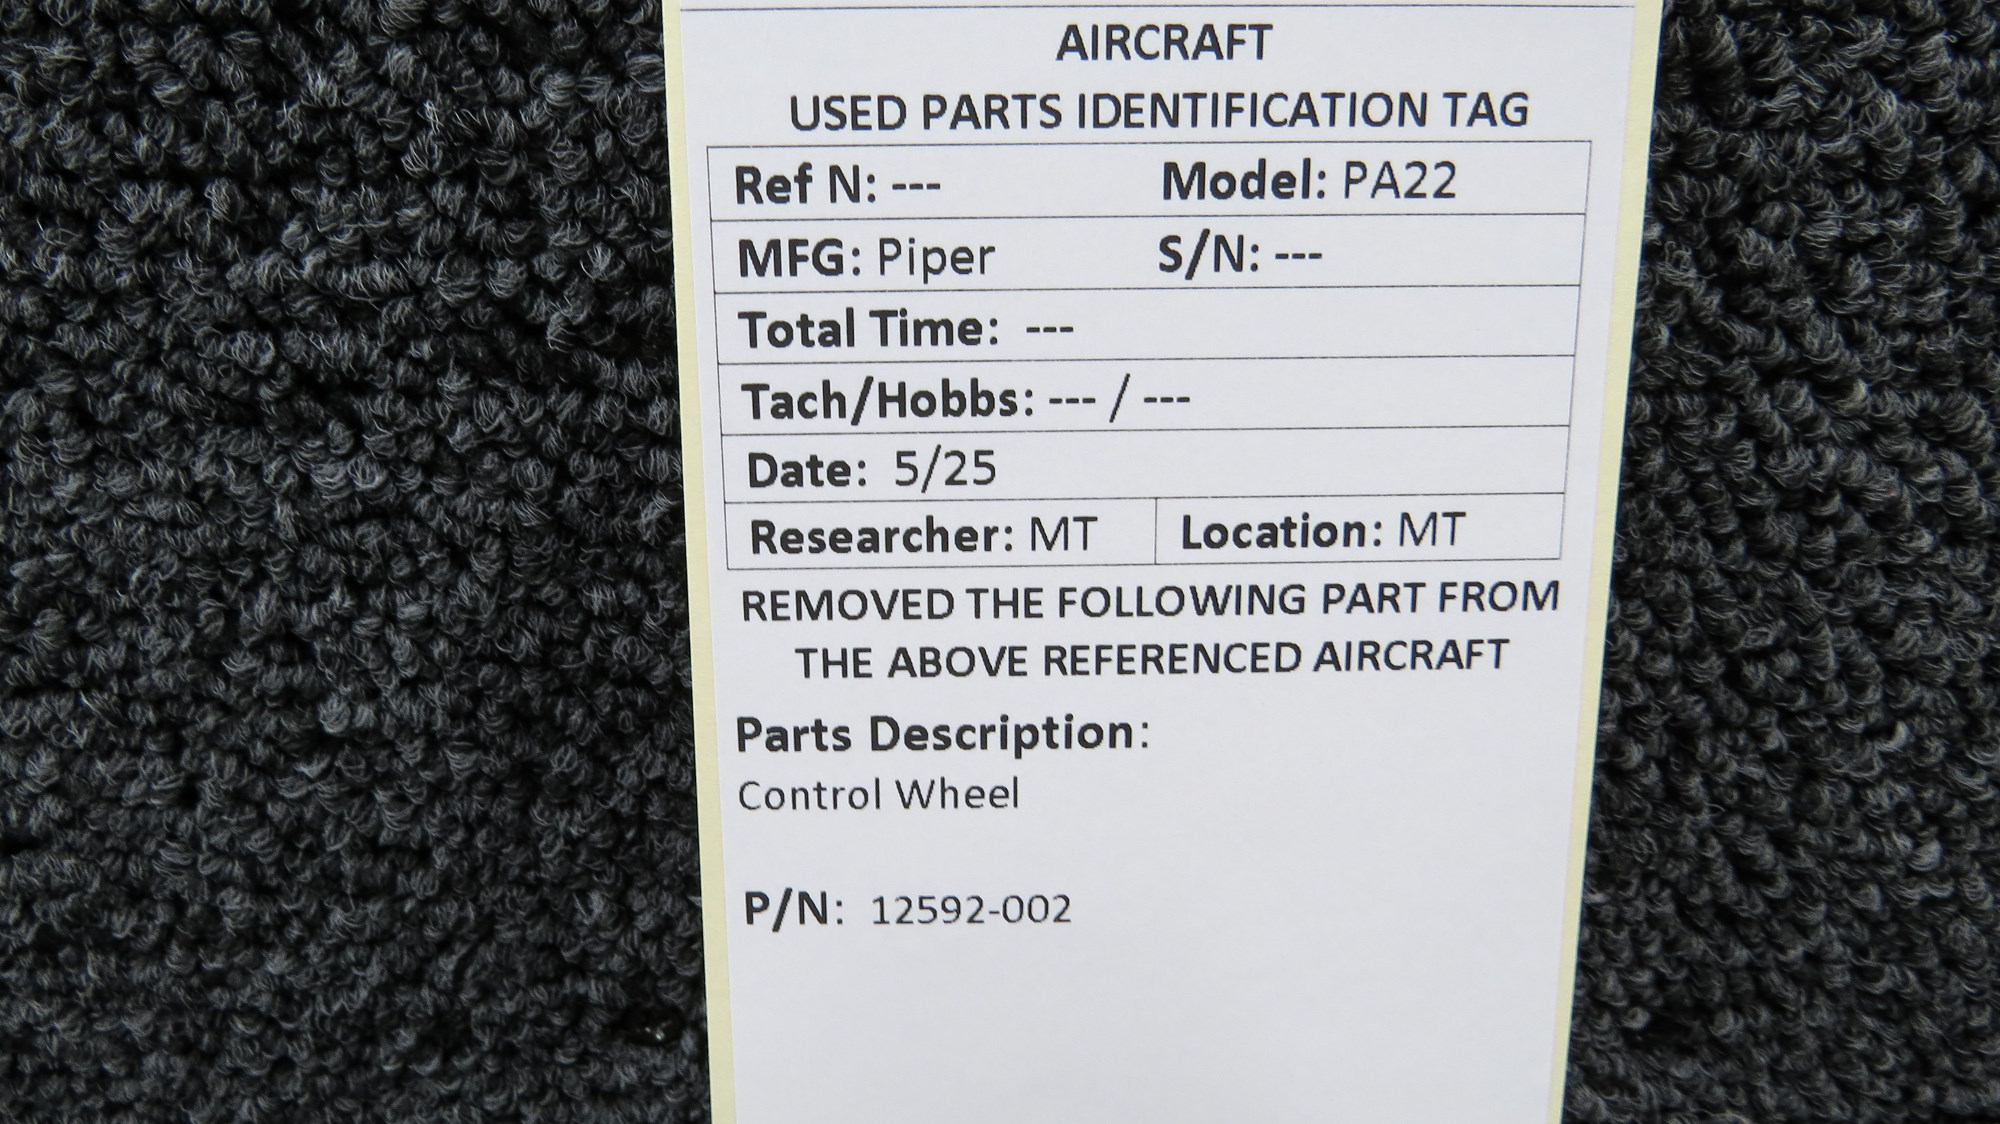 AIRCRAFT
USED PARTS IDENTIFICATION TAG
Ref N: --- Model: PA22
MFG: Piper S/N: ---
Total Time: ---
Tach/Hobbs: --- / ---
Date: 5/25
Researcher: MT Location: MT
REMOVED THE FOLLOWING PART FROM
THE ABOVE REFERENCED AIRCRAFT
Parts Description:
Control Wheel
P/N: 12592-002